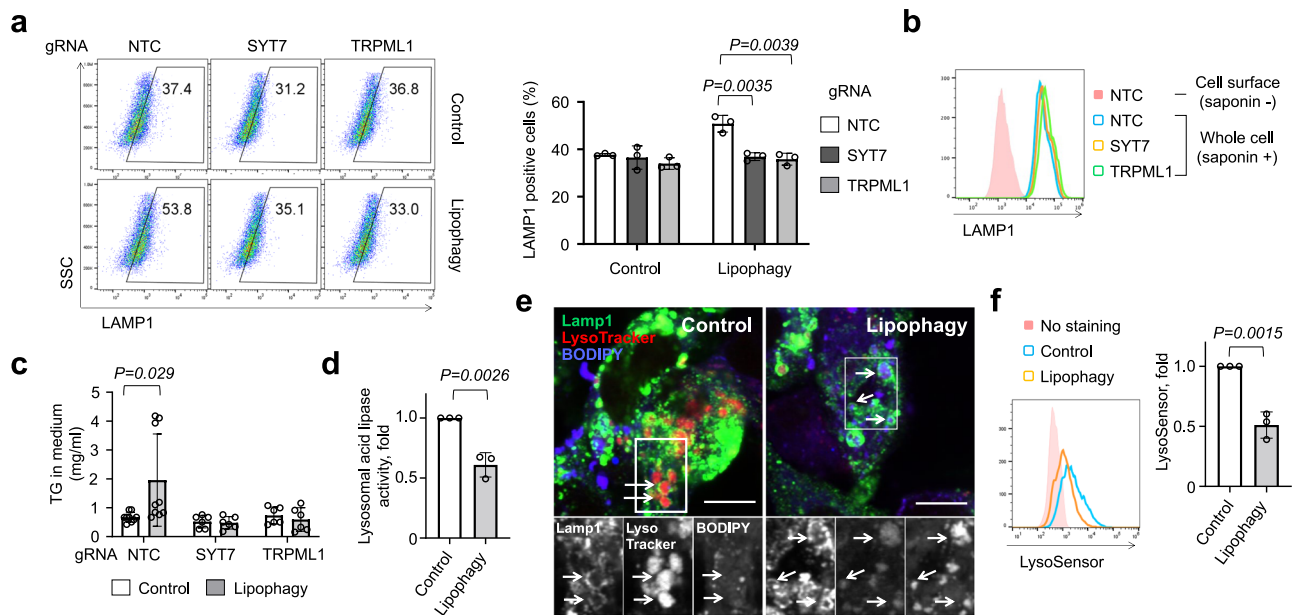 a
gRNA NTC SYT7 TRPML1
37.4 31.2 36.8
Control
53.8 35.1 33.0
Lipophagy
SSC
LAMP1
P=0.0039
P=0.0035
gRNA
NTC
SYT7
TRPML1
LAMP1 positive cells (%)
60
40
20
0
Control Lipophagy
b
NTC
NTC
SYT7
TRPML1
Cell surface
(saponin -)
Whole cell
(saponin +)
LAMP1
c
P=0.029
TG in medium
(mg/ml)
5
4
3
2
1
0
gRNA NTC SYT7 TRPML1
Control Lipophagy
d
P=0.0026
Lysosomal acid lipase
activity, fold
1.0
0.5
0
Control
Lipophagy
e
Lamp1
LysoTracker
BODIPY
Control
Lipophagy
Lamp1
Lyso
Tracker
BODIPY
f
No staining
Control
Lipophagy
LysoSensor
P=0.0015
LysoSensor, fold
1.0
0.5
0
Control
Lipophagy